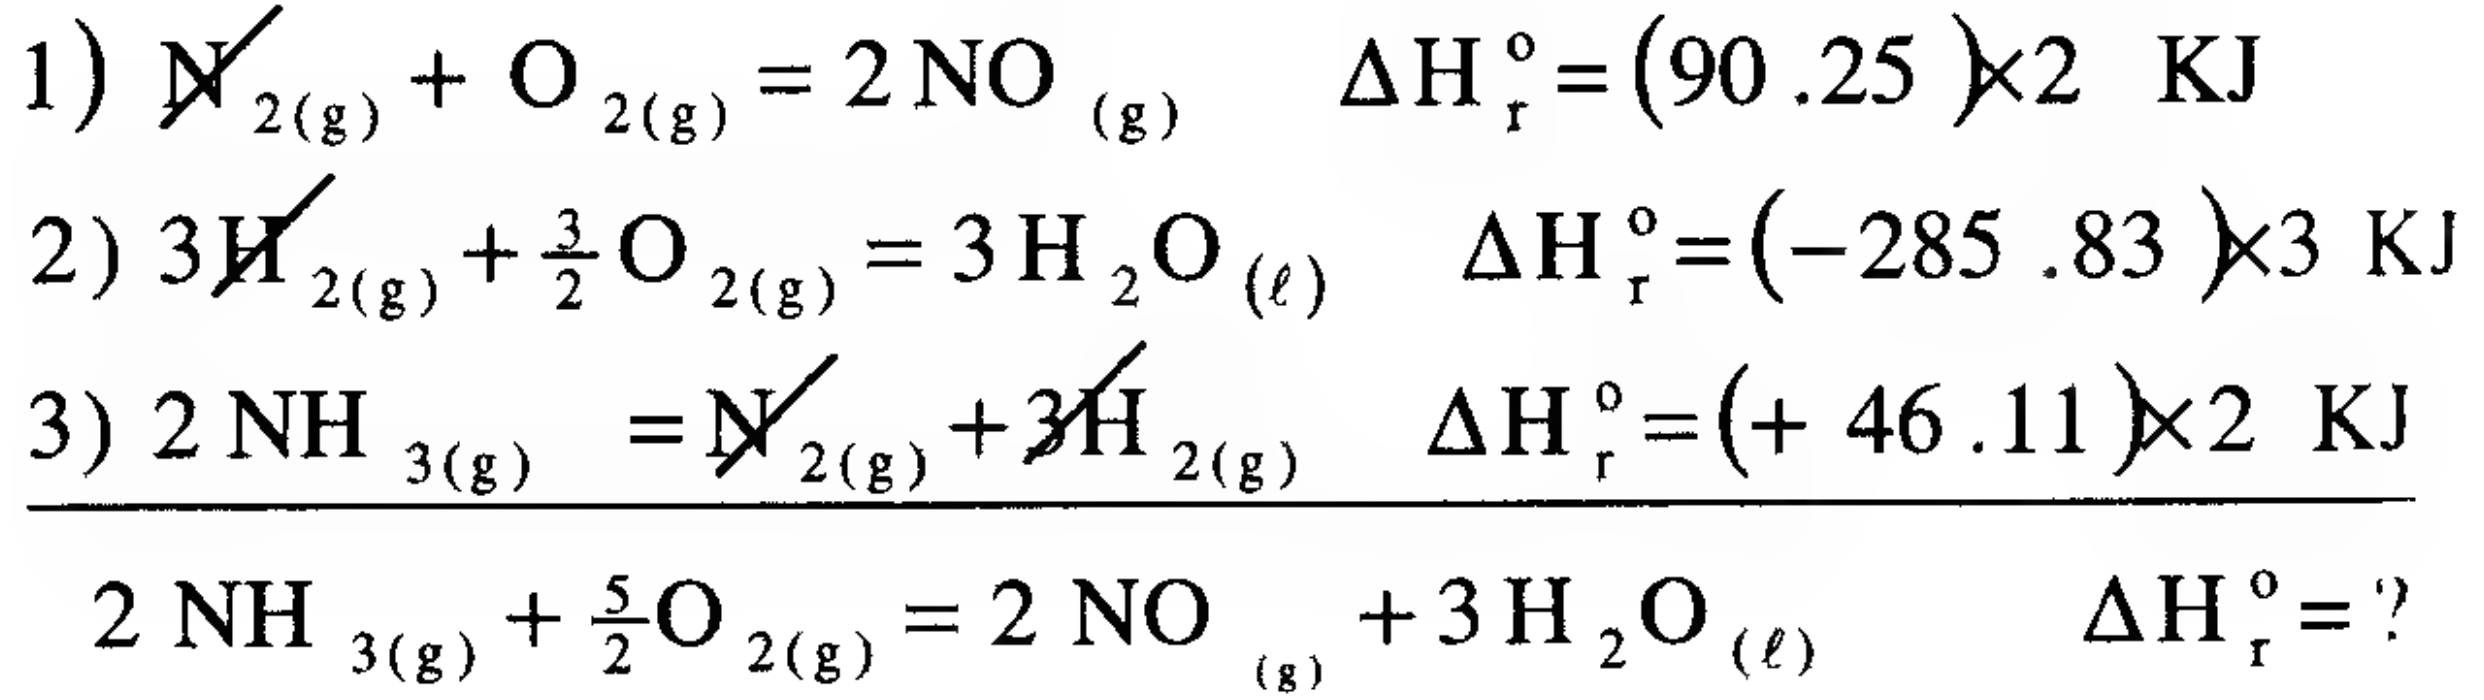 1) N₂(g) + O₂(g) = 2NO(g) ΔH°r = (90.25)×2 KJ
2) 3H₂(g) + 3/2 O₂(g) = 3H₂O(ℓ) ΔH°r = (−285.83)×3 KJ
3) 2NH₃(g) = N₂(g) + 3H₂(g) ΔH°r = (+46.11)×2 KJ
2NH₃(g) + 5/2 O₂(g) = 2NO(g) + 3H₂O(ℓ) ΔH°r = ?